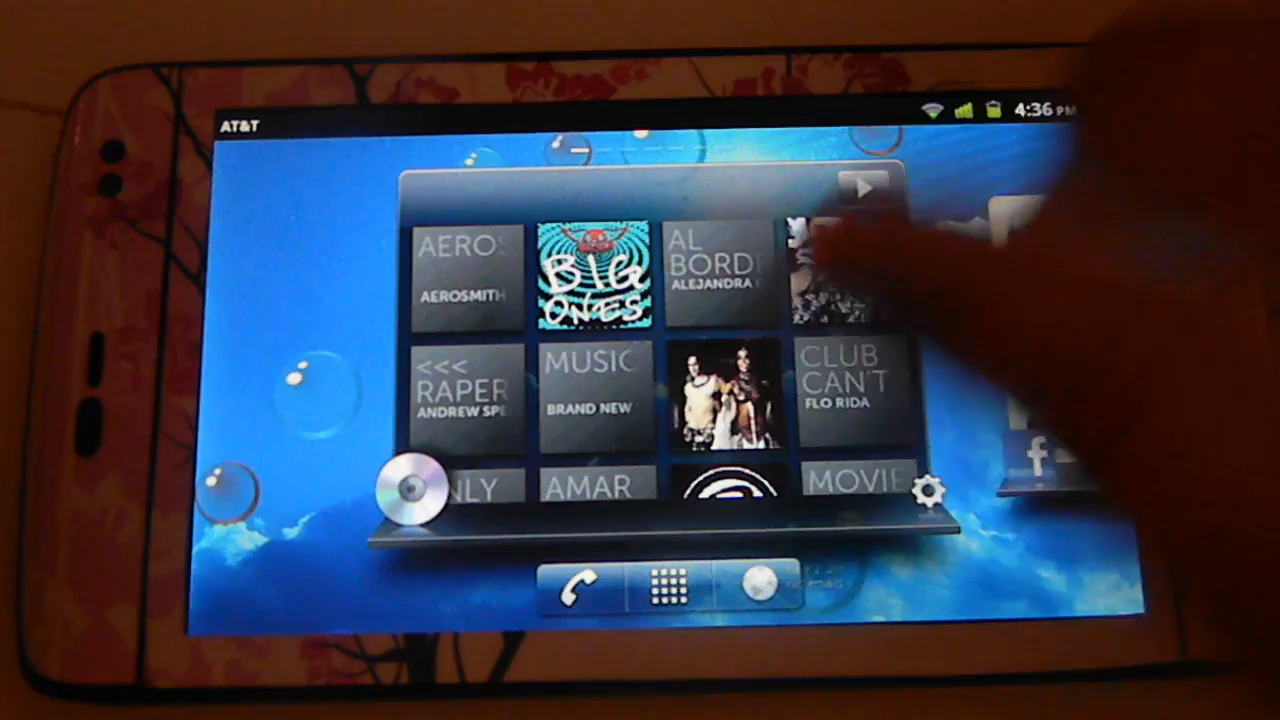 AT&T
4:36 PM
AEROS
AEROSMITH
BIG
ONES
AL
BORD
ALEJANDRA
<<<
RAPER
ANDREW SPE
MUSIC
BRAND NEW
CLUB
CAN'T
FLO RIDA
NLY
AMAR
MOVIE
f